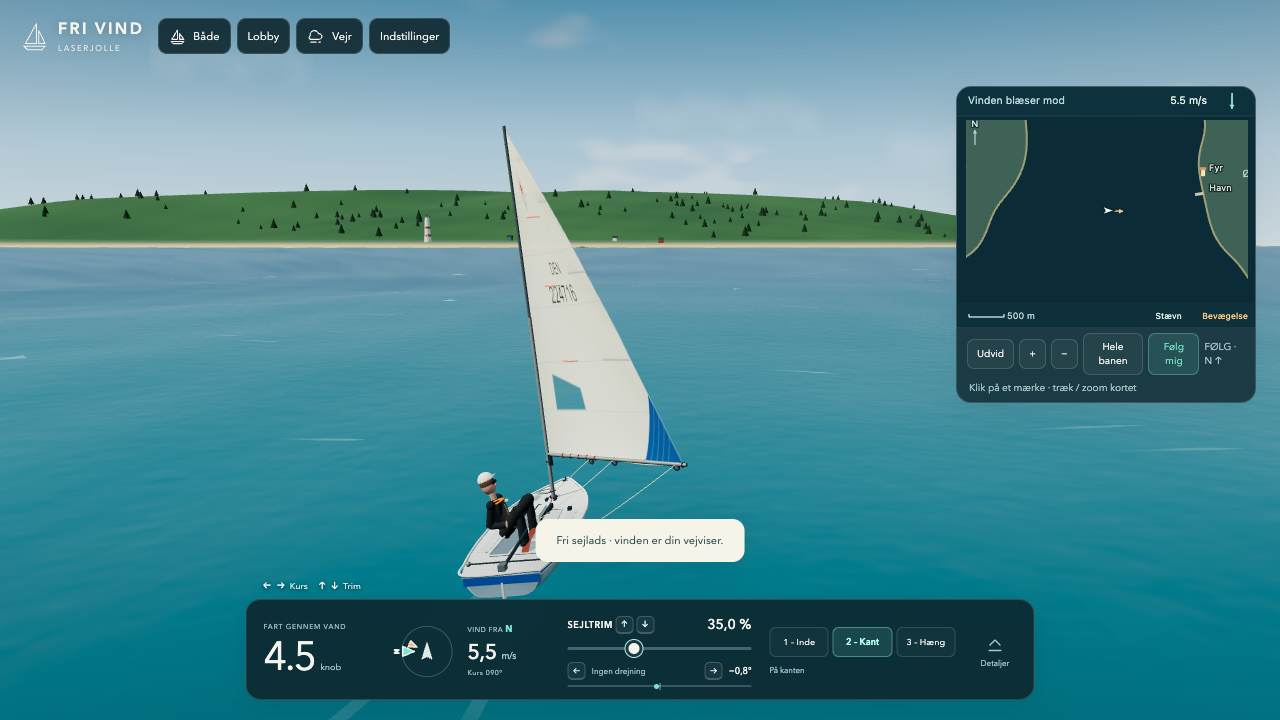 FRI VIND
LASERJOLLE
Både
Lobby
Vejr
Indstillinger
Vinden blæser mod
5.5 m/s
N
Fyr
Havn
500 m
Stævn
Bevægelse
Udvid
+
−
Hele banen
Følg mig
FØLG · N ↑
Klik på et mærke · træk / zoom kortet
DEN
224716
Fri sejlads · vinden er din vejviser.
← → Kurs ↑ ↓ Trim
FART GENNEM VAND
4.5 knob
VIND FRA N
5,5 m/s
Kurs 090°
SEJLTRIM ↑ ↓ 35,0 %
← Ingen drejning → −0,8°
1 – Inde
2 – Kant
3 – Hæng
På kanten
Detaljer